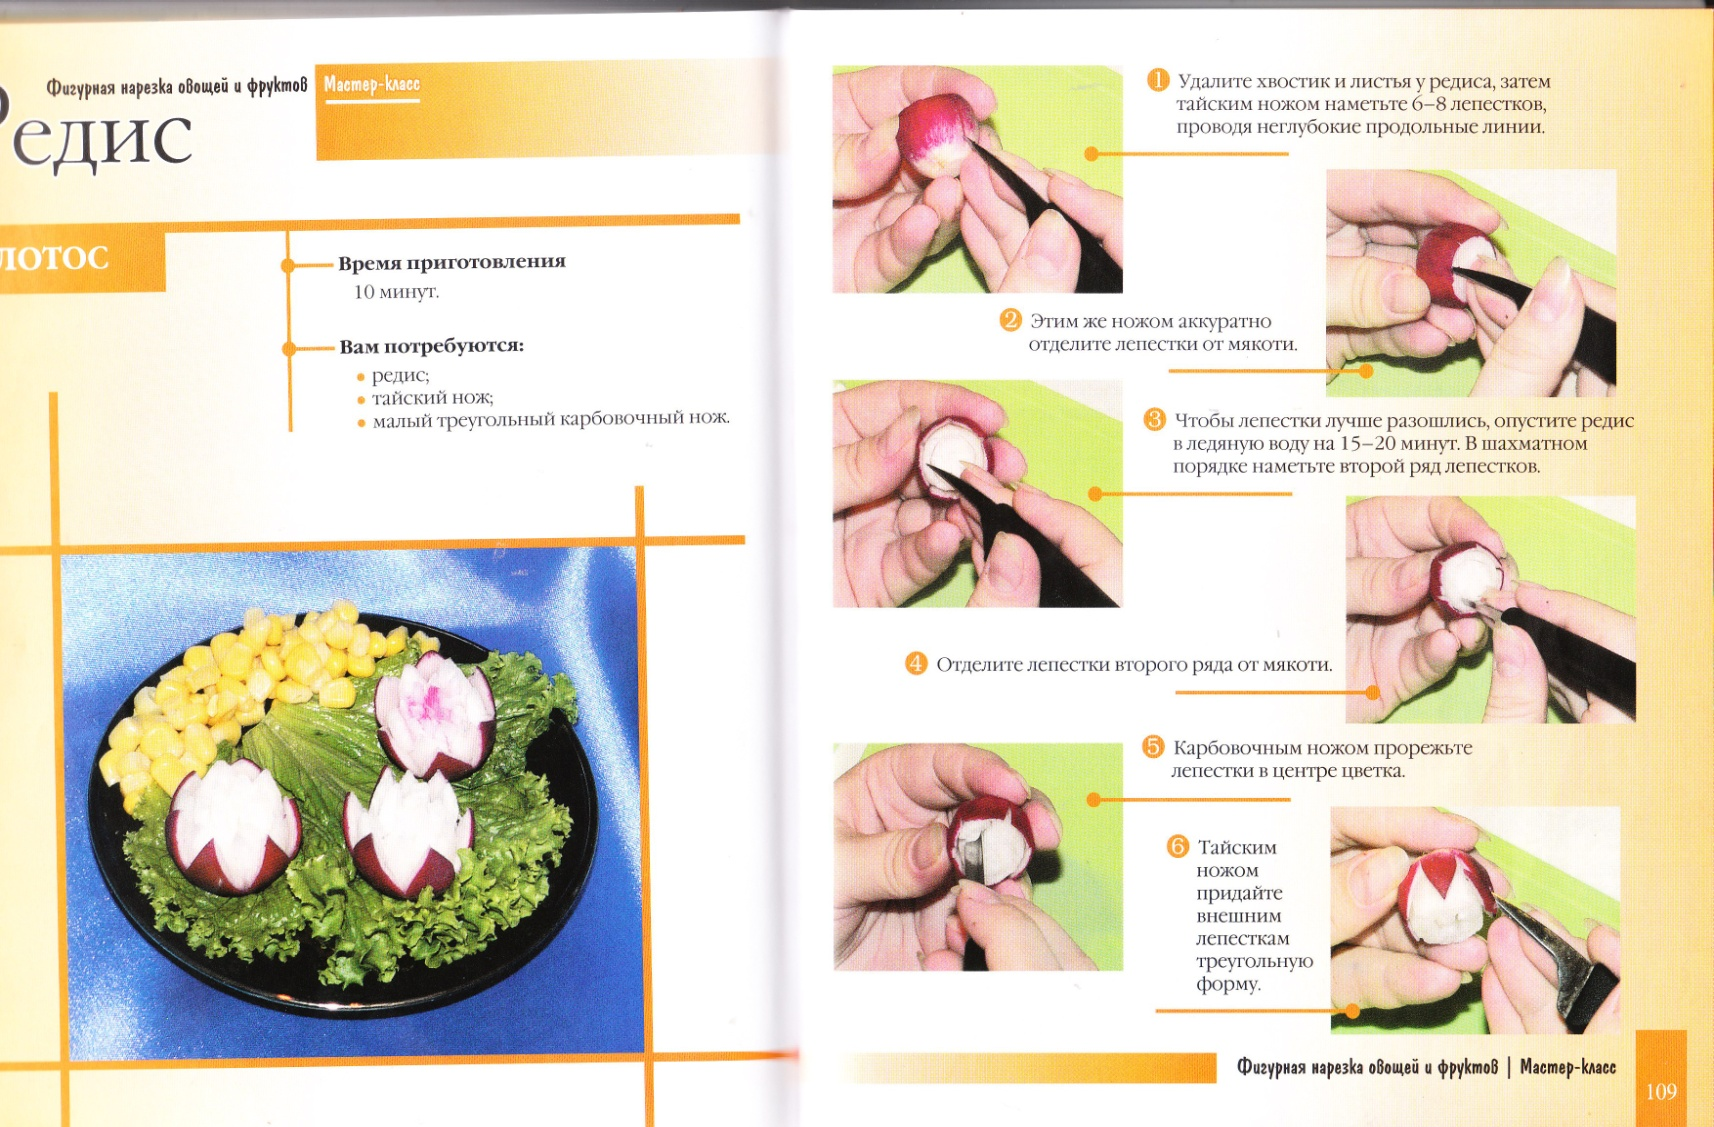 Фигурная нарезка овощей и фруктов
Мастер-класс
Редис
ЛОТОС
Время приготовления
10 минут.
Вам потребуются:
• редис;
• тайский нож;
• малый треугольный карбовочный нож.
1 Удалите хвостик и листья у редиса, затем
тайским ножом наметьте 6–8 лепестков,
проводя неглубокие продольные линии.
2 Этим же ножом аккуратно
отделите лепестки от мякоти.
3 Чтобы лепестки лучше разошлись, опустите редис
в ледяную воду на 15–20 минут. В шахматном
порядке наметьте второй ряд лепестков.
4 Отделите лепестки второго ряда от мякоти.
5 Карбовочным ножом прорежьте
лепестки в центре цветка.
6 Тайским
ножом
придайте
внешним
лепесткам
треугольную
форму.
Фигурная нарезка овощей и фруктов | Мастер-класс
109